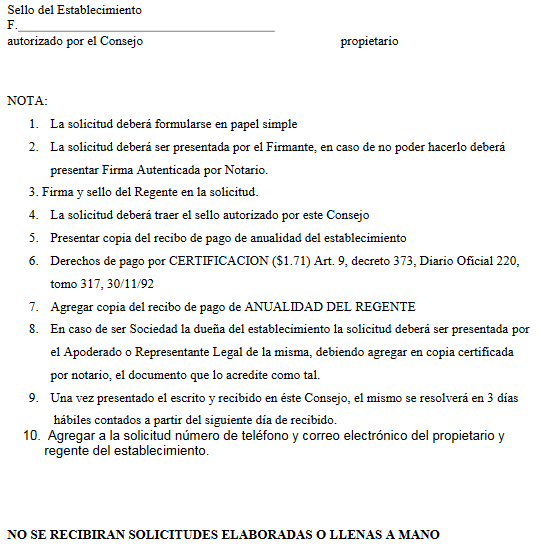 Sello del Establecimiento
F.________________________________________
autorizado por el Consejo propietario
NOTA:
1. La solicitud deberá formularse en papel simple
2. La solicitud deberá ser presentada por el Firmante, en caso de no poder hacerlo deberá
presentar Firma Autenticada por Notario.
3. Firma y sello del Regente en la solicitud.
4. La solicitud deberá traer el sello autorizado por este Consejo
5. Presentar copia del recibo de pago de anualidad del establecimiento
6. Derechos de pago por CERTIFICACION ($1.71) Art. 9, decreto 373, Diario Oficial 220,
tomo 317, 30/11/92
7. Agregar copia del recibo de pago de ANUALIDAD DEL REGENTE
8. En caso de ser Sociedad la dueña del establecimiento la solicitud deberá ser presentada por
el Apoderado o Representante Legal de la misma, debiendo agregar en copia certificada
por notario, el documento que lo acredite como tal.
9. Una vez presentado el escrito y recibido en éste Consejo, el mismo se resolverá en 3 días
hábiles contados a partir del siguiente día de recibido.
10. Agregar a la solicitud número de teléfono y correo electrónico del propietario y
regente del establecimiento.
NO SE RECIBIRAN SOLICITUDES ELABORADAS O LLENAS A MANO